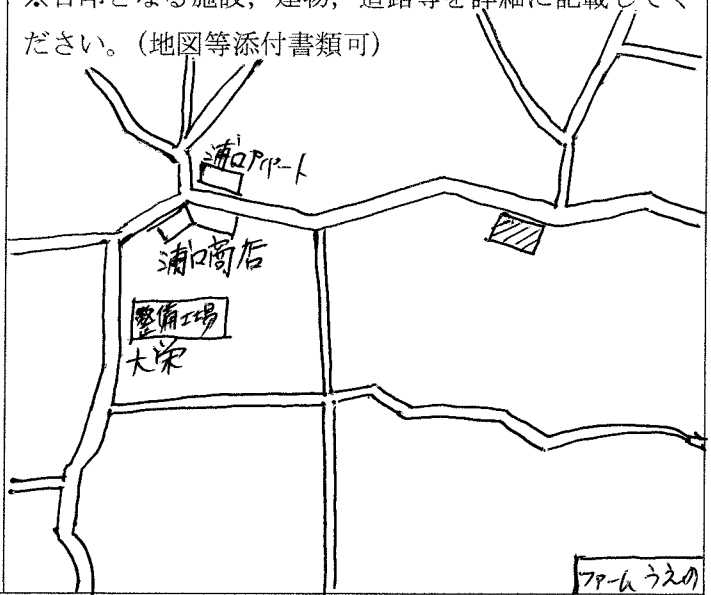 ※目印となる施設，建物，道路等を詳細に記載してく
ださい。（地図等添付書類可）
浦口アパート
浦口商店
整備工場
大栄
ファームうえの